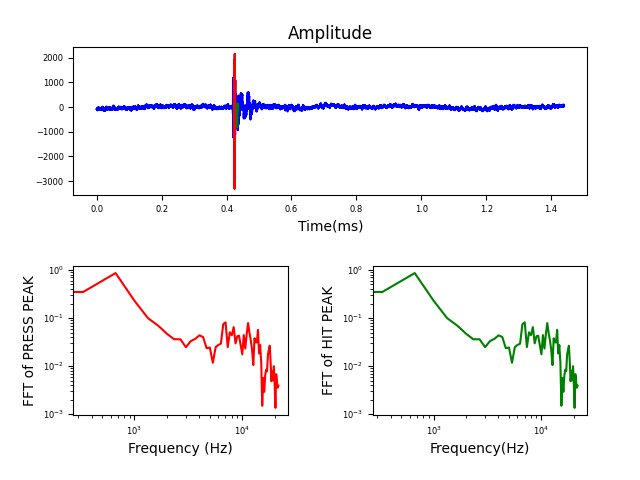 Amplitude
2000
1000
0
−1000
−2000
−3000
0.0 0.2 0.4 0.6 0.8 1.0 1.2 1.4
Time(ms)
FFT of PRESS PEAK
10⁰
10⁻¹
10⁻²
10⁻³
10³ 10⁴
Frequency (Hz)
FFT of HIT PEAK
10⁰
10⁻¹
10⁻²
10⁻³
10³ 10⁴
Frequency(Hz)